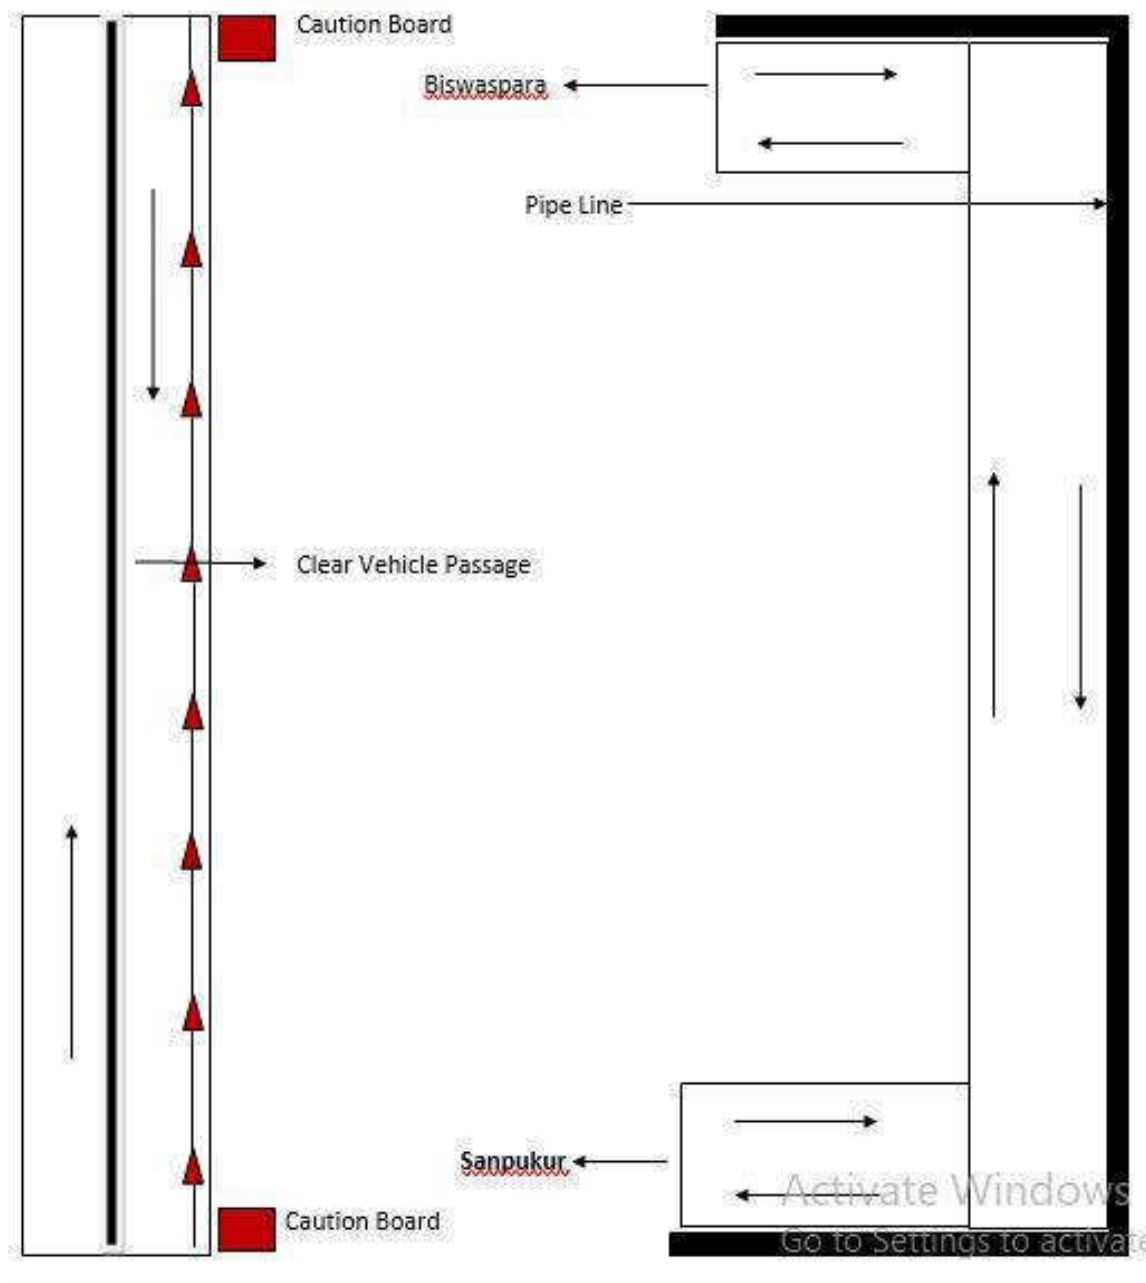 Caution Board
Biswaspara
Pipe Line
Clear Vehicle Passage
Sanpukur
Caution Board
Activate Windows
Go to Settings to activate